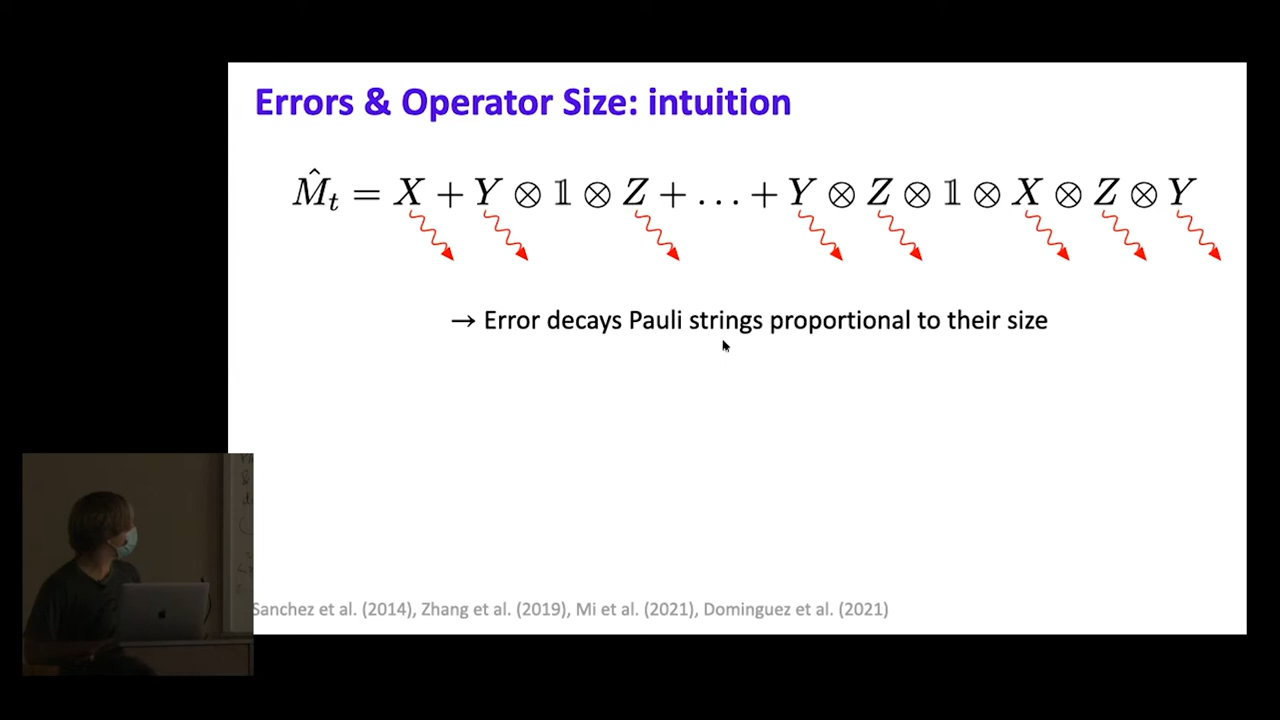 Errors & Operator Size: intuition
M̂ₜ = X + Y ⊗ 𝟙 ⊗ Z + … + Y ⊗ Z ⊗ 𝟙 ⊗ X ⊗ Z ⊗ Y
→ Error decays Pauli strings proportional to their size
Sanchez et al. (2014), Zhang et al. (2019), Mi et al. (2021), Dominguez et al. (2021)